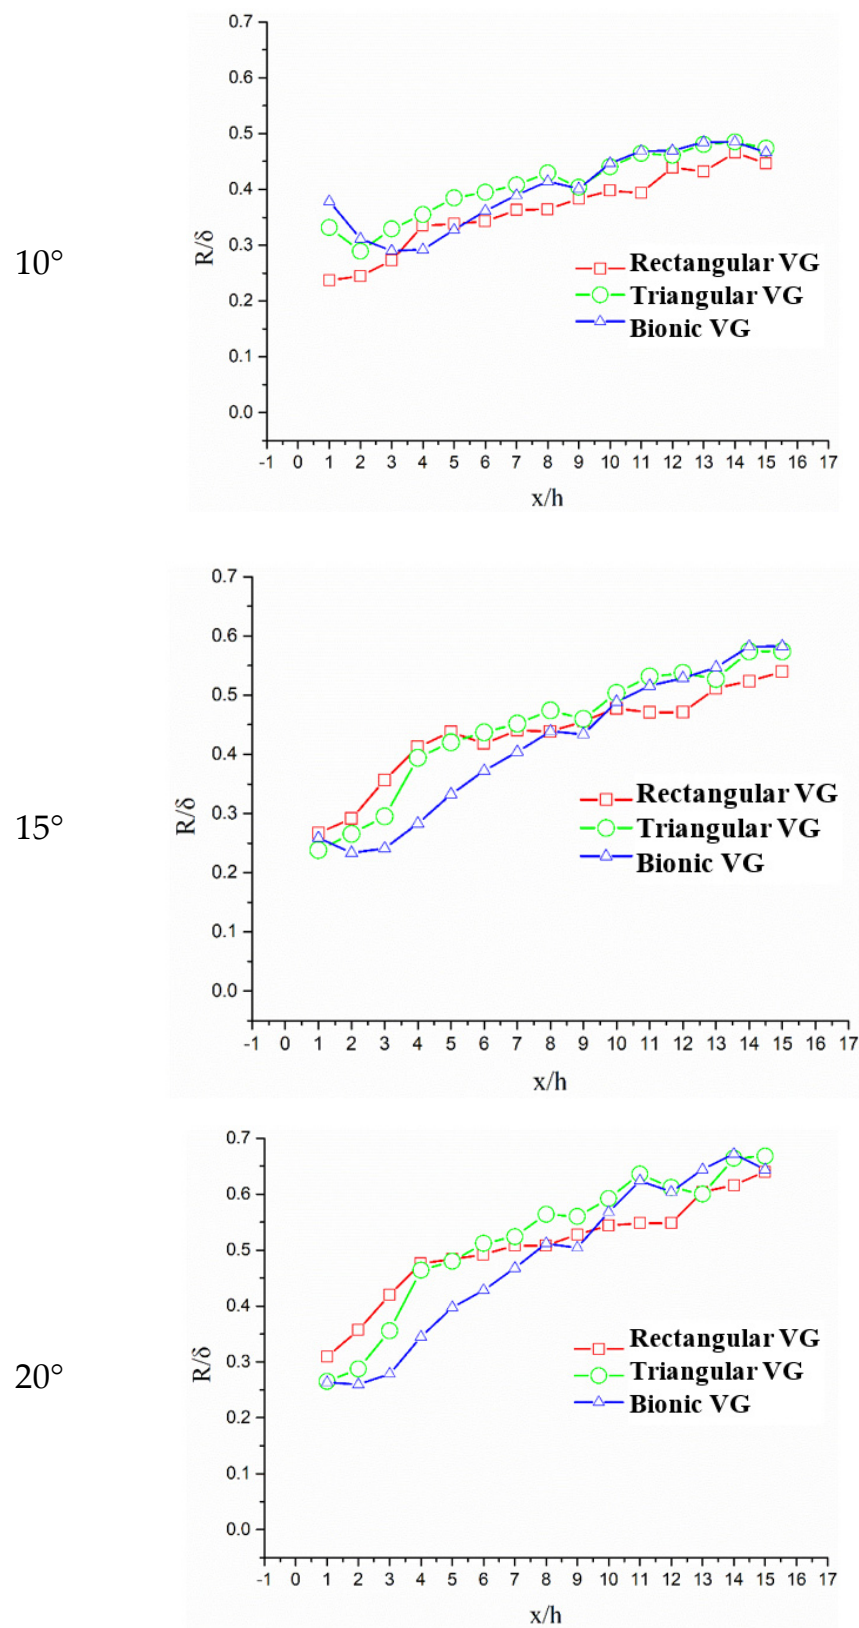 10°
0.7
0.6
0.5
0.4
0.3
0.2
0.1
0.0
R/δ
Rectangular VG
Triangular VG
Bionic VG
-1 0 1 2 3 4 5 6 7 8 9 10 11 12 13 14 15 16 17
x/h
15°
0.7
0.6
0.5
0.4
0.3
0.2
0.1
0.0
R/δ
Rectangular VG
Triangular VG
Bionic VG
-1 0 1 2 3 4 5 6 7 8 9 10 11 12 13 14 15 16 17
x/h
20°
0.7
0.6
0.5
0.4
0.3
0.2
0.1
0.0
R/δ
Rectangular VG
Triangular VG
Bionic VG
-1 0 1 2 3 4 5 6 7 8 9 10 11 12 13 14 15 16 17
x/h